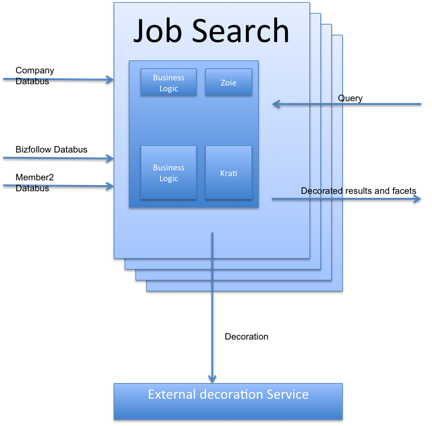 Job Search
Business
Logic
Zoie
Company
Databus
Query
Bizfollow Databus
Business
Logic
Krati
Member2
Databus
Decorated results and facets
Decoration
External decoration Service